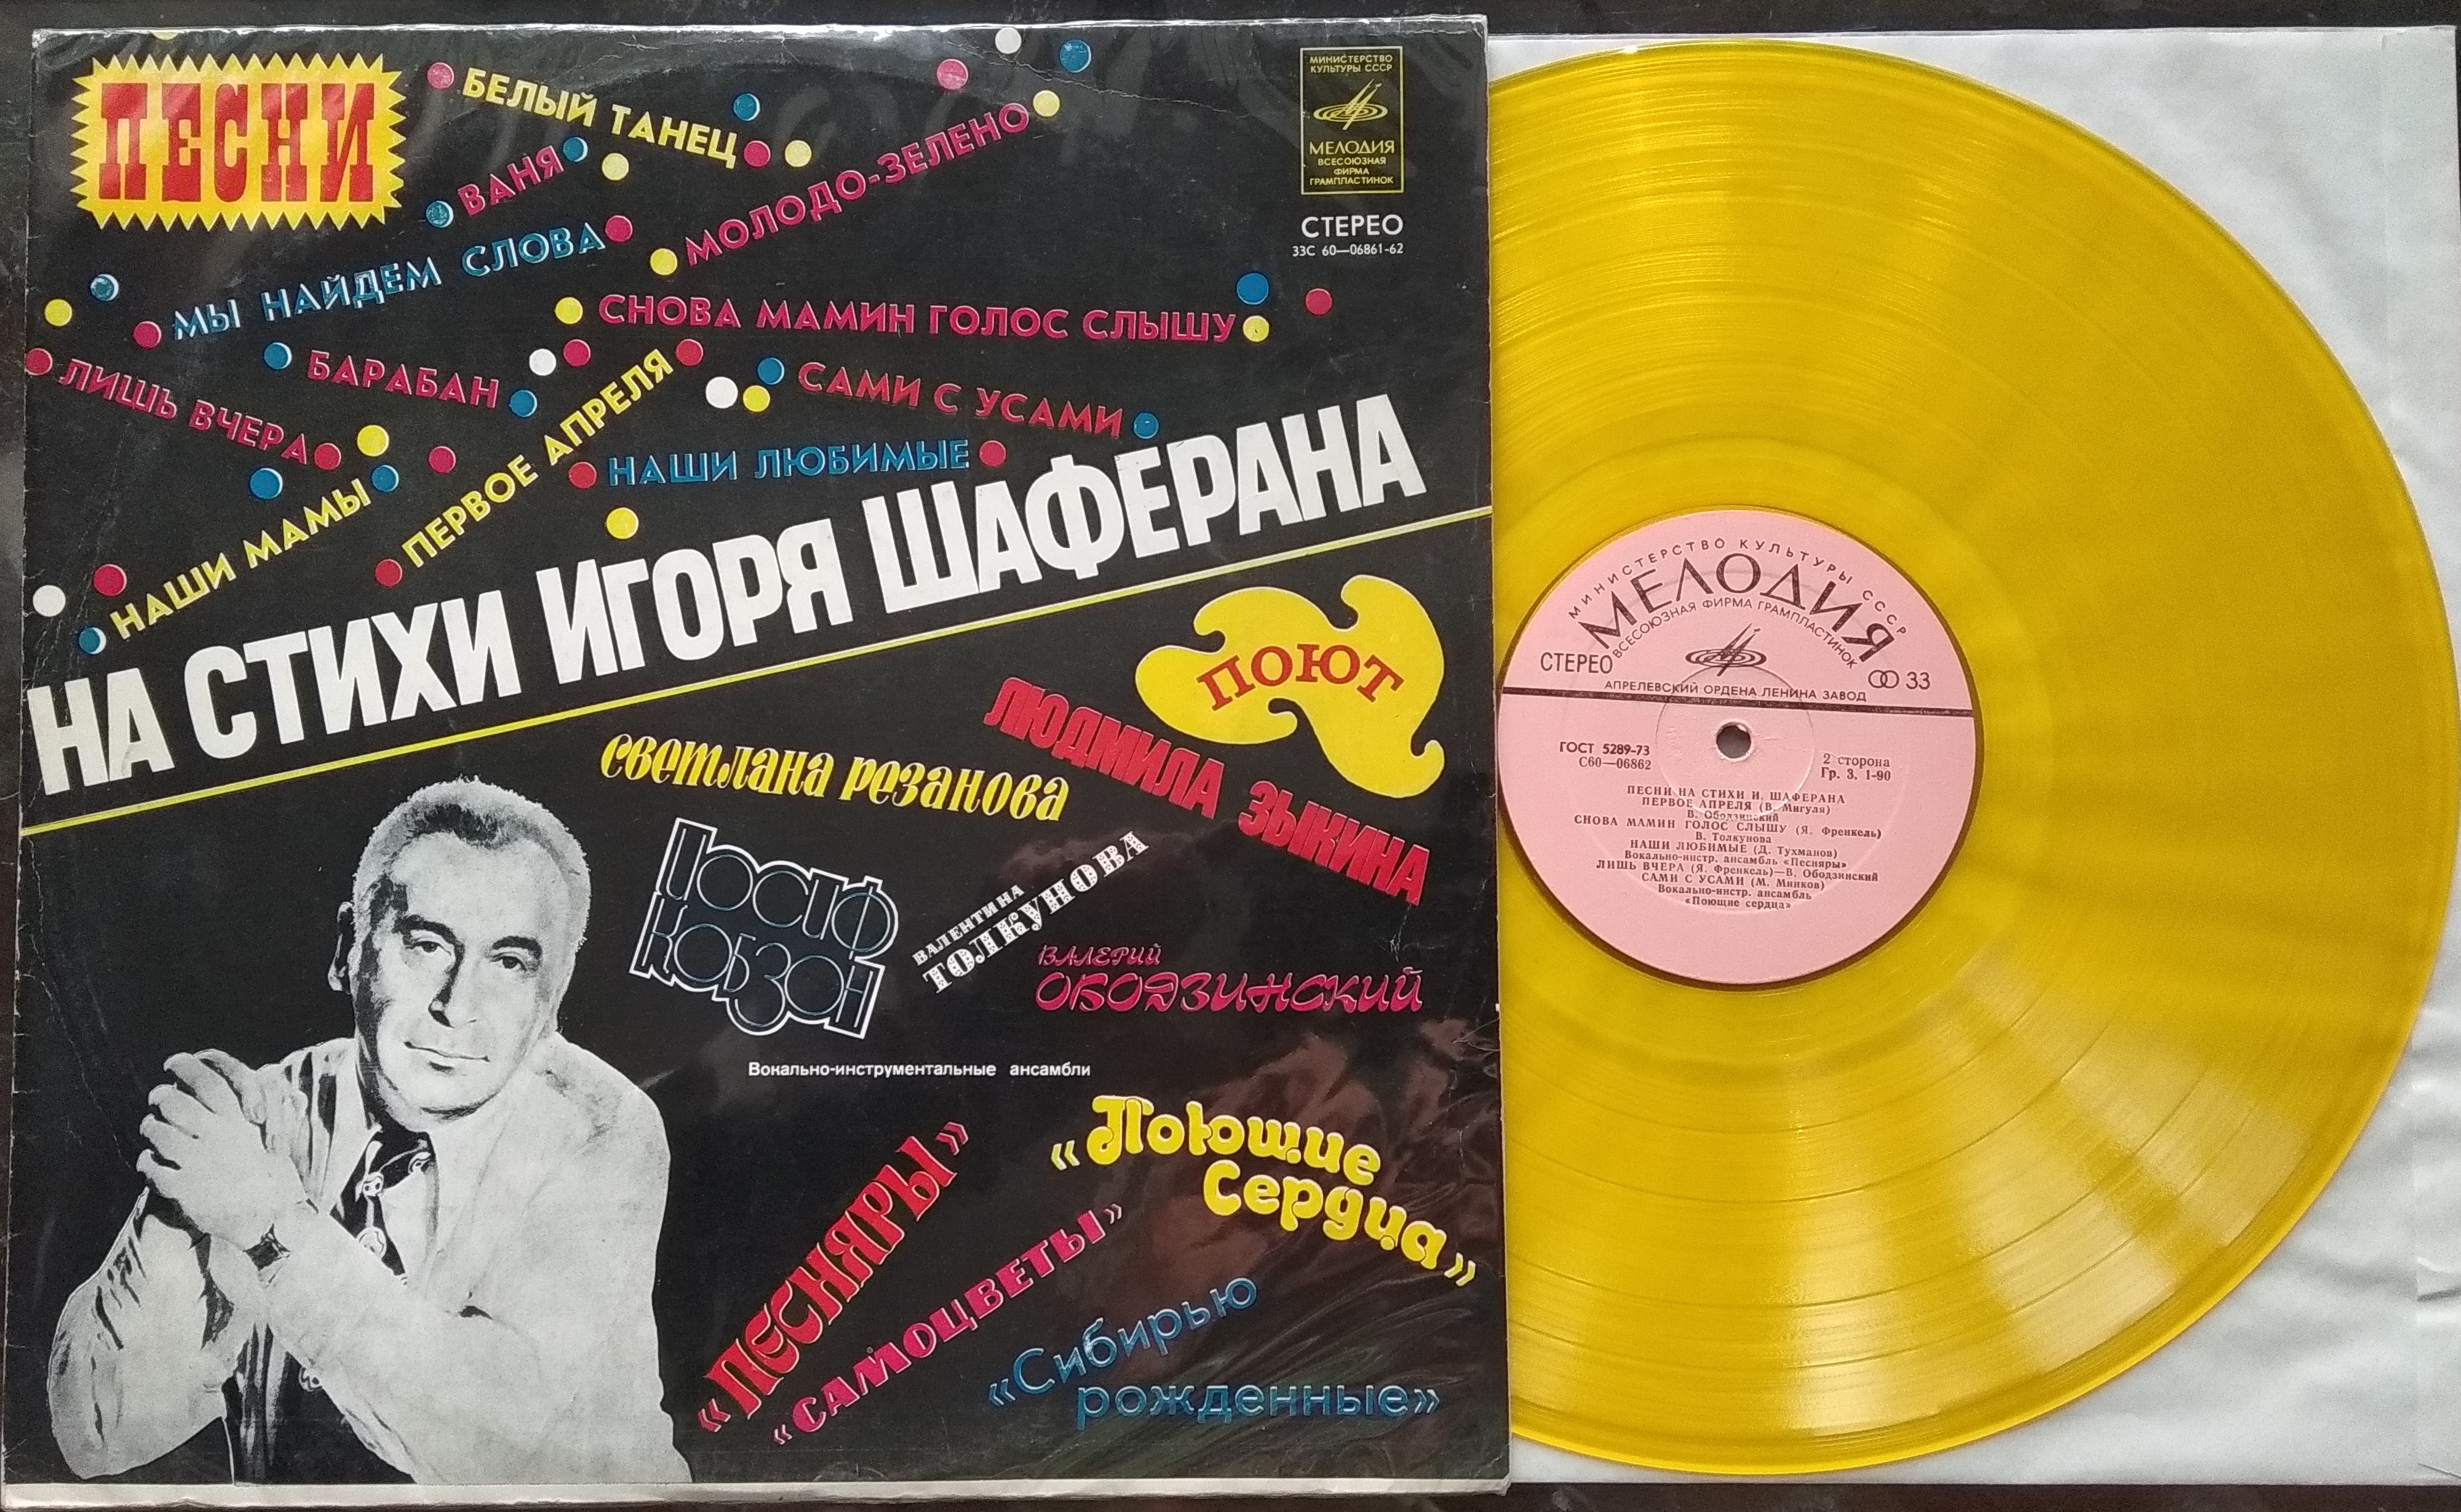 ПЕСНИ
БЕЛЫЙ ТАНЕЦ
ВАНЯ
МОЛОДО-ЗЕЛЕНО
МЫ НАЙДЕМ СЛОВА
СНОВА МАМИН ГОЛОС СЛЫШУ
БАРАБАН
ЛИШЬ ВЧЕРА
ПЕРВОЕ АПРЕЛЯ
САМИ С УСАМИ
НАШИ ЛЮБИМЫЕ
НАШИ МАМЫ
НА СТИХИ ИГОРЯ ШАФЕРАНА
МИНИСТЕРСТВО
КУЛЬТУРЫ СССР
МЕЛОДИЯ
ВСЕСОЮЗНАЯ
ФИРМА
ГРАМПЛАСТИНОК
СТЕРЕО
33С 60—06861-62
ПОЮТ
ЛЮДМИЛА ЗЫКИНА
СВЕТЛАНА РЕЗАНОВА
ИОСИФ
КОБЗОН
ВАЛЕНТИНА
ТОЛКУНОВА
ВАЛЕРИЙ
ОБОДЗИНСКИЙ
Вокально-инструментальные ансамбли
«ПЕСНЯРЫ»
«Поющие
Сердца»
«САМОЦВЕТЫ»
«Сибирью
рожденные»
МИНИСТЕРСТВО КУЛЬТУРЫ СССР
МЕЛОДИЯ
ВСЕСОЮЗНАЯ ФИРМА ГРАМПЛАСТИНОК
СТЕРЕО
33
АПРЕЛЕВСКИЙ ОРДЕНА ЛЕНИНА ЗАВОД
ГОСТ 5289-73
С60—06862
2 сторона
Гр. 3. 1-90
ПЕСНИ НА СТИХИ И. ШАФЕРАНА
ПЕРВОЕ АПРЕЛЯ (В. Мигуля)
В. Ободзинский
СНОВА МАМИН ГОЛОС СЛЫШУ (Я. Френкель)
В. Толкунова
НАШИ ЛЮБИМЫЕ (Д. Тухманов)
Вокально-инстр. ансамбль «Песняры»
ЛИШЬ ВЧЕРА (Я. Френкель)—В. Ободзинский
САМИ С УСАМИ (М. Минков)
Вокально-инстр. ансамбль
«Поющие сердца»